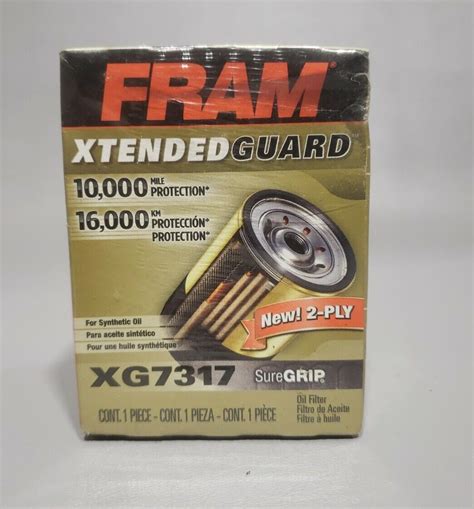 FRAM
XTENDEDGUARD
10,000 MILE PROTECTION*
16,000 KM PROTECCIÓN* PROTECTION*
New! 2-PLY
For Synthetic Oil
Para aceite sintético
Pour une huile synthétique
XG7317
SureGRIP®
Oil Filter
Filtro de Aceite
Filtre à huile
CONT. 1 PIECE - CONT. 1 PIEZA - CONT. 1 PIÈCE